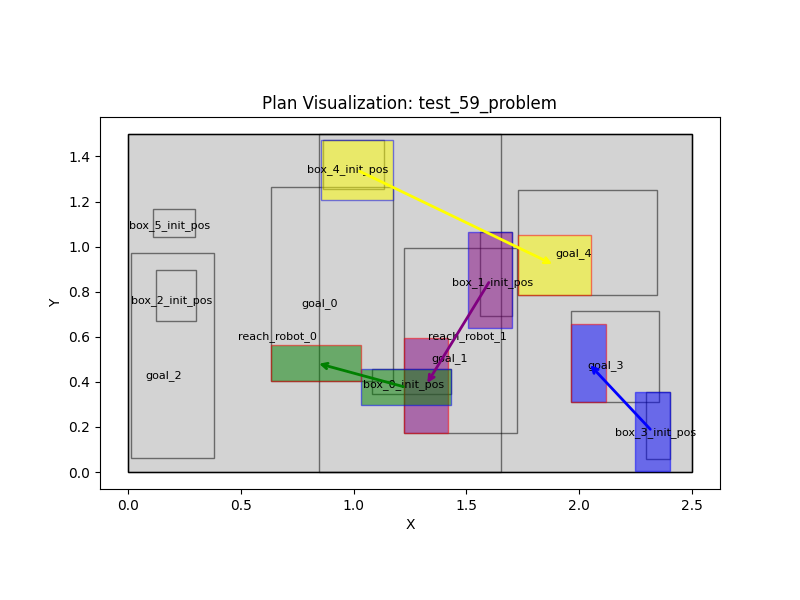 Plan Visualization: test_59_problem
box_4_init_pos
box_5_init_pos
goal_4
box_1_init_pos
box_2_init_pos
goal_0
reach_robot_0
reach_robot_1
goal_1
goal_3
goal_2
box_0_init_pos
box_3_init_pos
Y
1.4
1.2
1.0
0.8
0.6
0.4
0.2
0.0
0.0 0.5 1.0 1.5 2.0 2.5
X